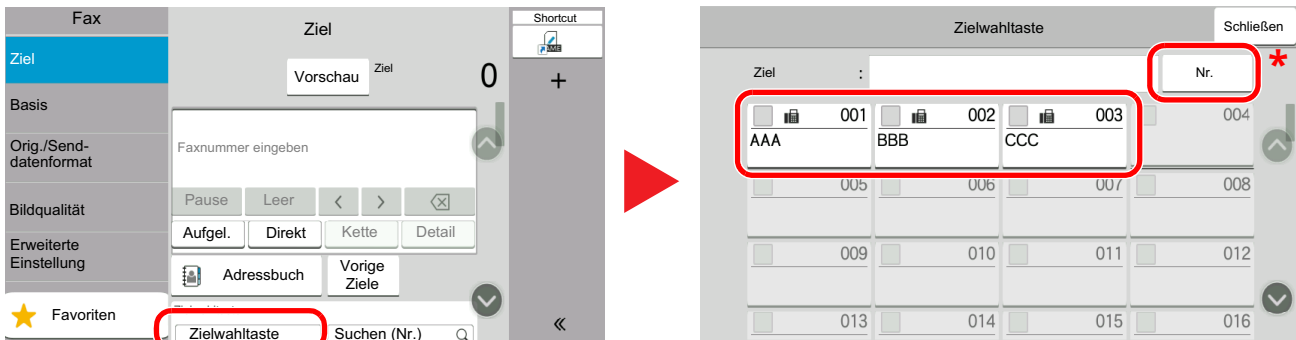 Fax
Ziel
Basis
Orig./Send-
datenformat
Bildqualität
Erweiterte
Einstellung
Favoriten
Ziel
Vorschau
Ziel
0
Faxnummer eingeben
Pause
Leer
Aufgel.
Direkt
Kette
Detail
Adressbuch
Vorige
Ziele
Zielwahltaste
Suchen (Nr.)
Shortcut
+
«
Zielwahltaste
Schließen
Ziel :
Nr.
*
001
AAA
002
BBB
003
CCC
004
005
006
007
008
009
010
011
012
013
014
015
016